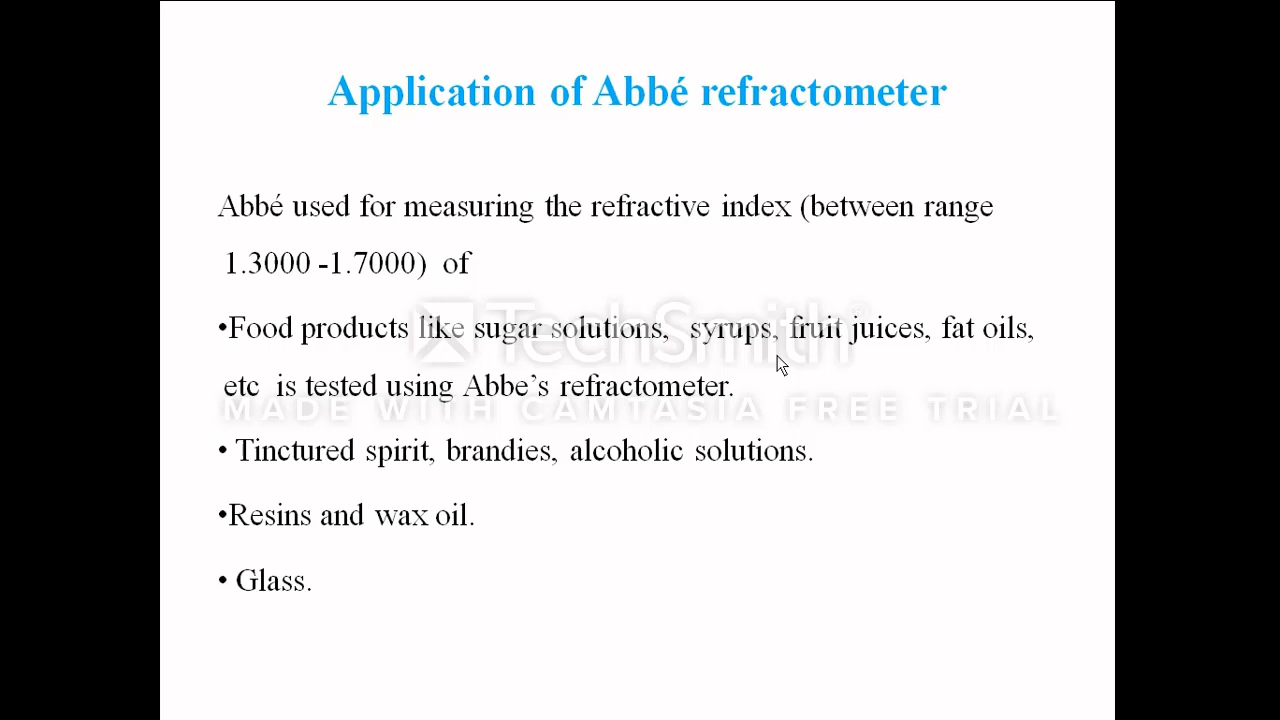 Application of Abbé refractometer
Abbé used for measuring the refractive index (between range
1.3000 -1.7000) of
•Food products like sugar solutions, syrups, fruit juices, fat oils,
TechSmith®
etc is tested using Abbe’s refractometer.
MADE WITH CAMTASIA FREE TRIAL
• Tinctured spirit, brandies, alcoholic solutions.
•Resins and wax oil.
• Glass.